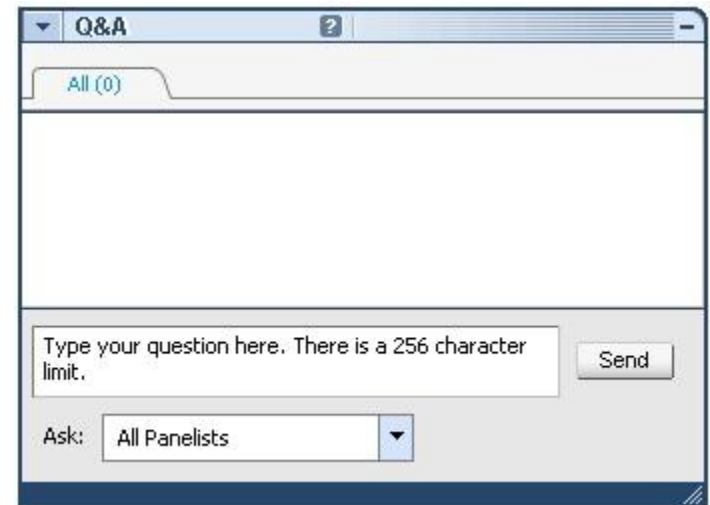 Q&A ?
All (0)
Type your question here. There is a 256 character
limit.
Send
Ask: All Panelists